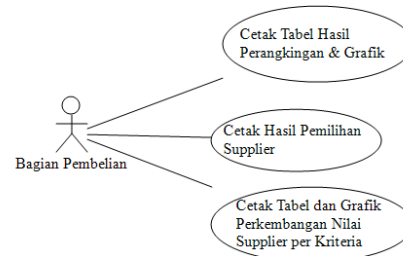 Cetak Tabel Hasil
Perangkingan & Grafik
Cetak Hasil Pemilihan
Supplier
Bagian Pembelian
Cetak Tabel dan Grafik
Perkembangan Nilai
Supplier per Kriteria